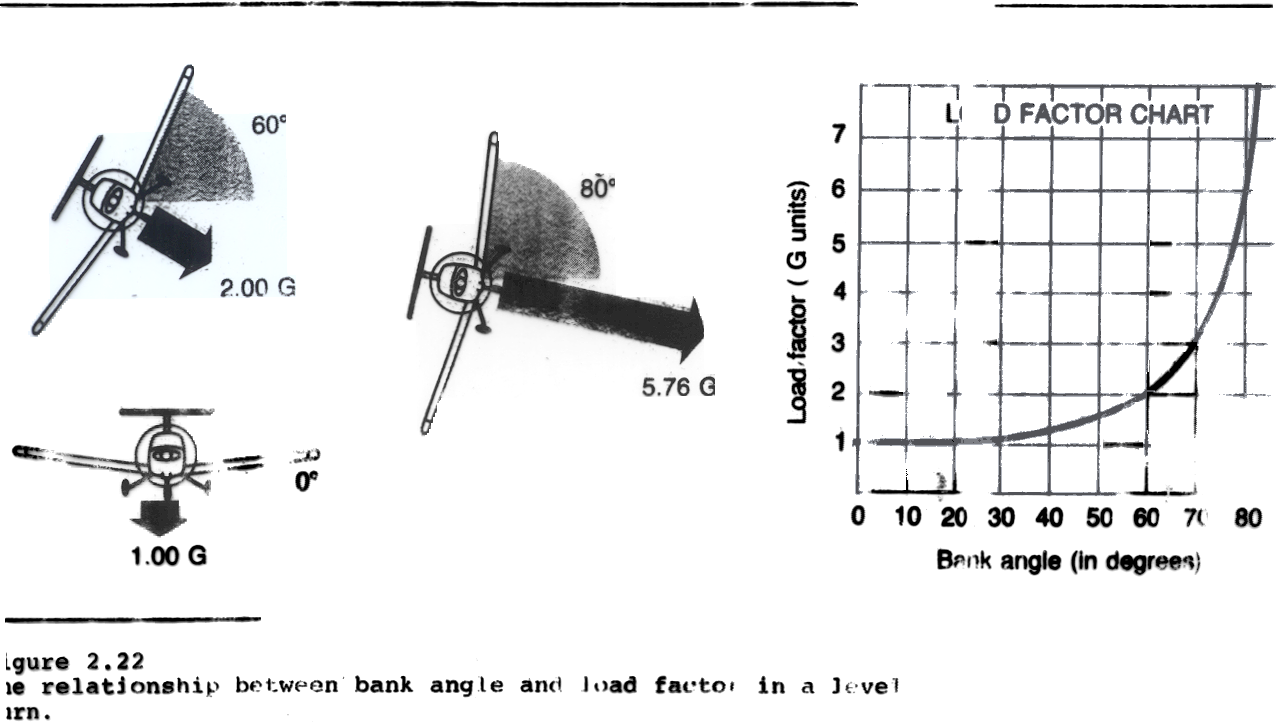 60°
2.00 G
80°
5.76 G
0°
1.00 G
FACTOR CHART
Load factor ( G units)
7
6
5
4
3
2
1
0 10 20 30 40 50 60 80
Bank angle (in degrees)
2.22
relationship between bank angle and load factor in a level